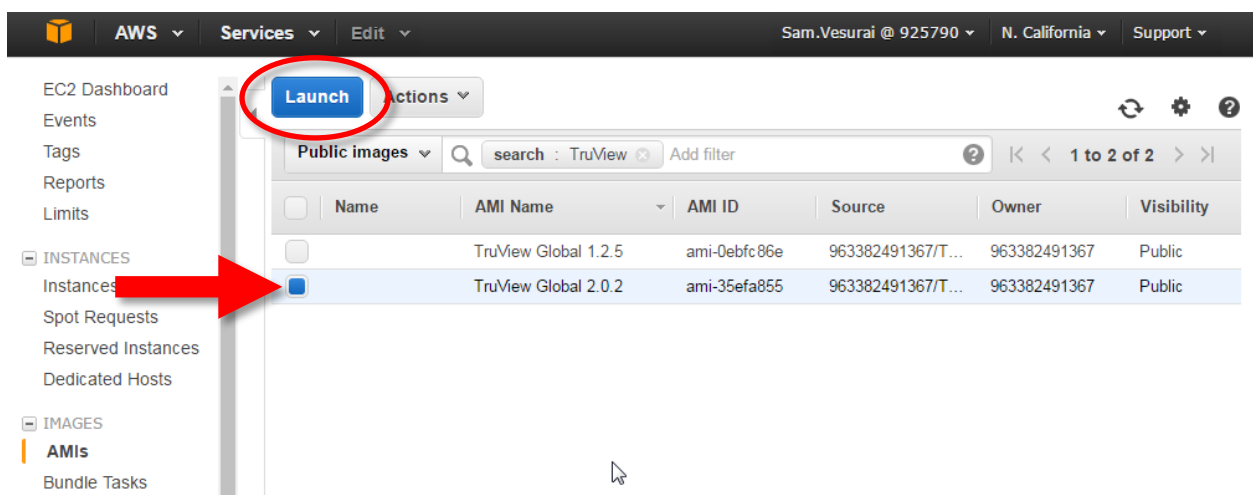 AWS Services Edit Sam.Vesurai @ 925790 N. California Support
EC2 Dashboard
Events
Tags
Reports
Limits
INSTANCES
Instances
Spot Requests
Reserved Instances
Dedicated Hosts
IMAGES
AMIs
Bundle Tasks
Launch Actions
Public images search : TruView Add filter 1 to 2 of 2
Name AMI Name AMI ID Source Owner Visibility
TruView Global 1.2.5 ami-0ebfc86e 963382491367/T... 963382491367 Public
TruView Global 2.0.2 ami-35efa855 963382491367/T... 963382491367 Public